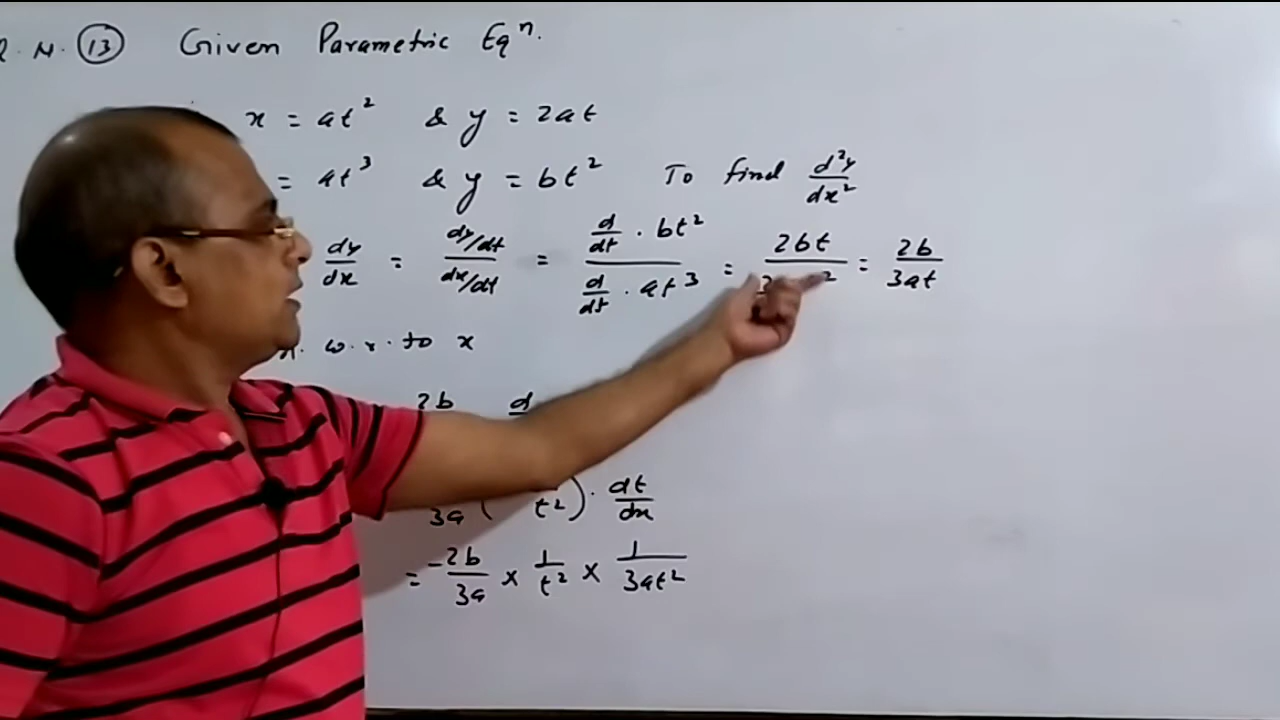 Q. N. 13 Given Parametric Eqⁿ.
x = at² & y = 2at
= at³ & y = bt² To find d²y/dx²
dy/dx = (dy/dt)/(dx/dt) = (d/dt · bt²)/(d/dt · at³) = 2bt/ ² = 2b/3at
w.r. to x
2b d
3a ( t² ) · dt/dx
= -2b/3a × 1/t² × 1/3at²